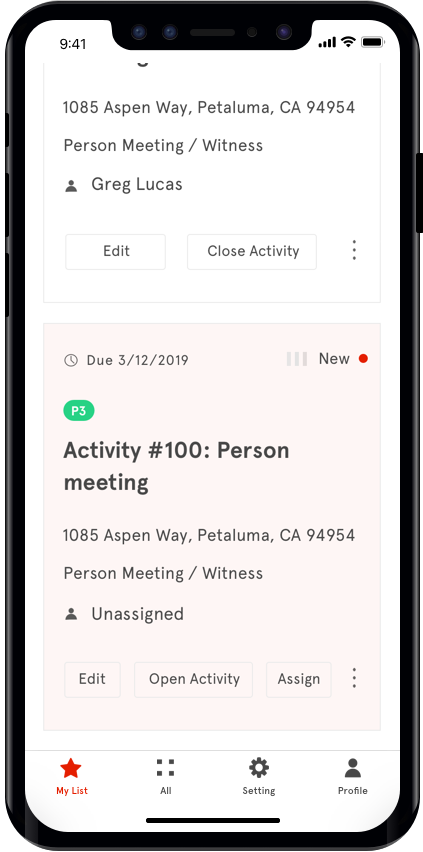 9:41
1085 Aspen Way, Petaluma, CA 94954
Person Meeting / Witness
Greg Lucas
Edit
Close Activity
Due 3/12/2019
New
P3
Activity #100: Person
meeting
1085 Aspen Way, Petaluma, CA 94954
Person Meeting / Witness
Unassigned
Edit
Open Activity
Assign
My List
All
Setting
Profile